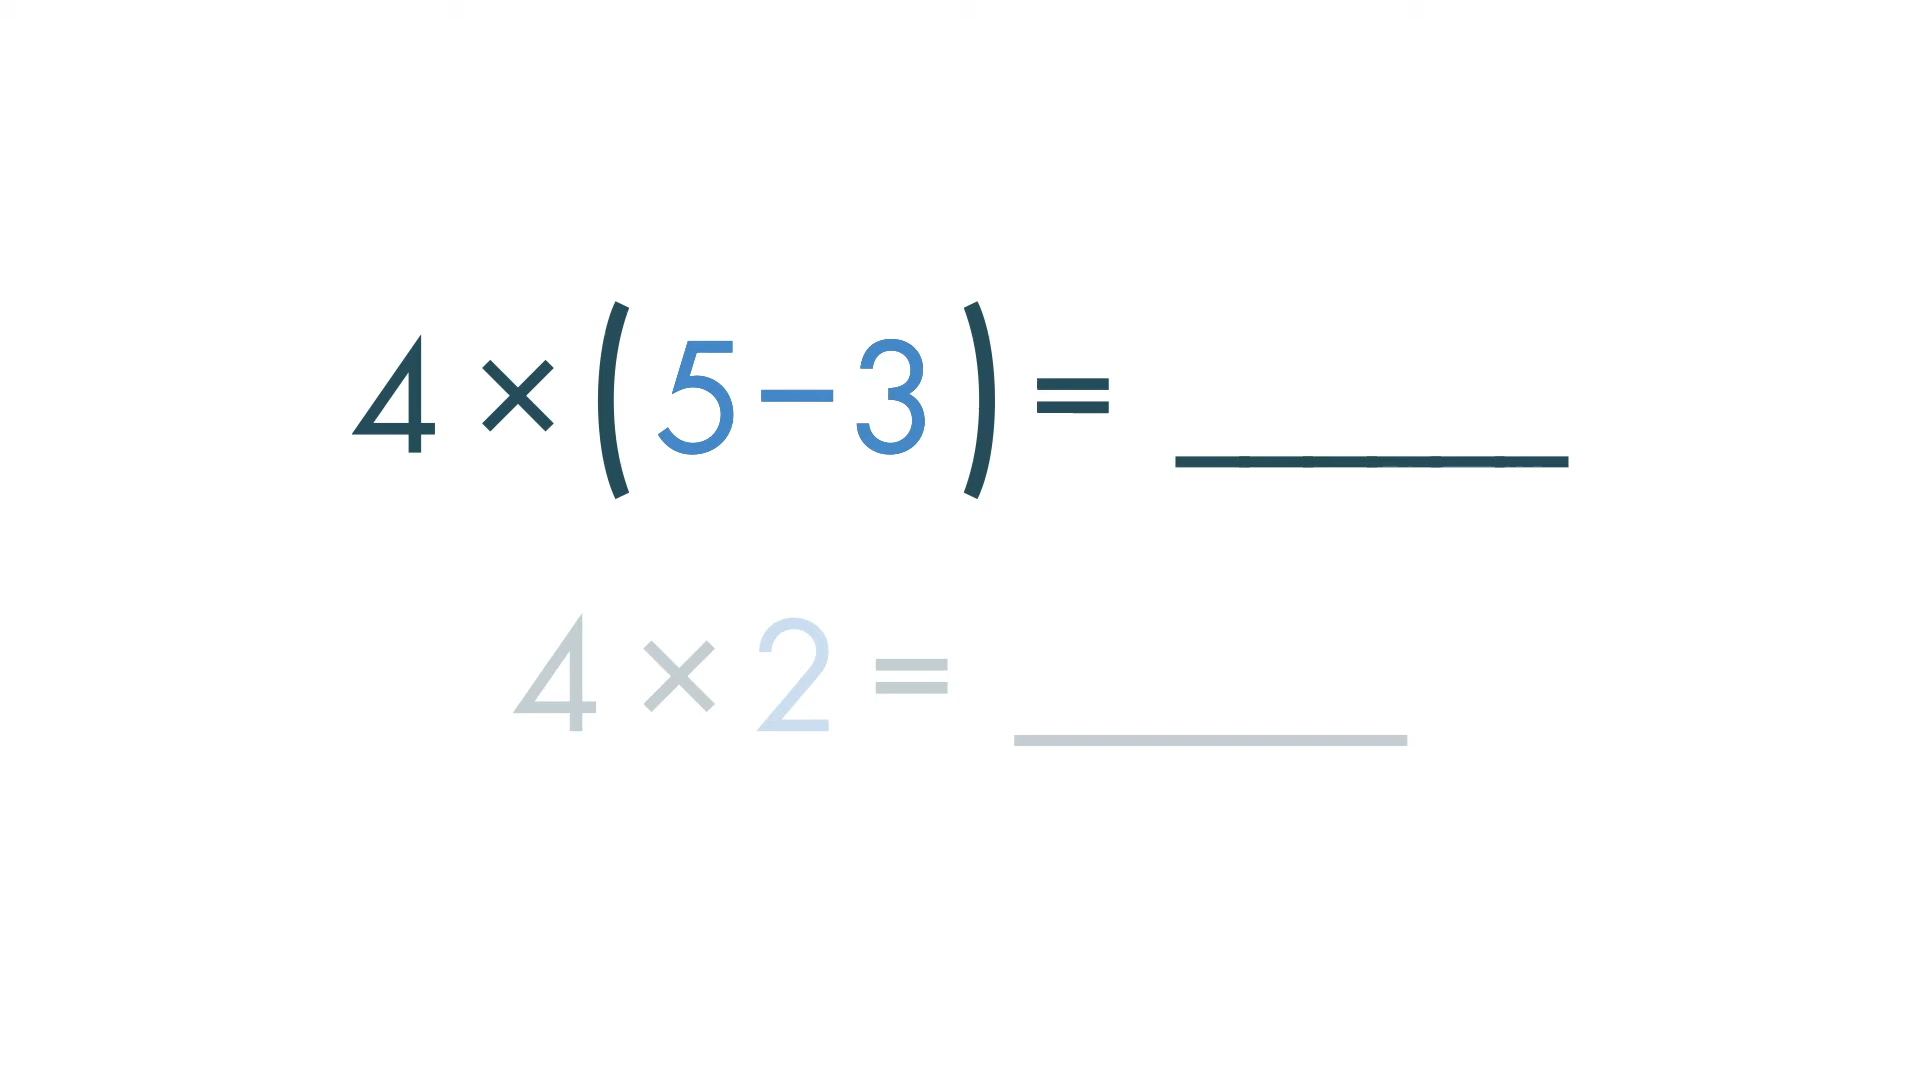 4 × (5 − 3) = ______
4 × 2 = ______